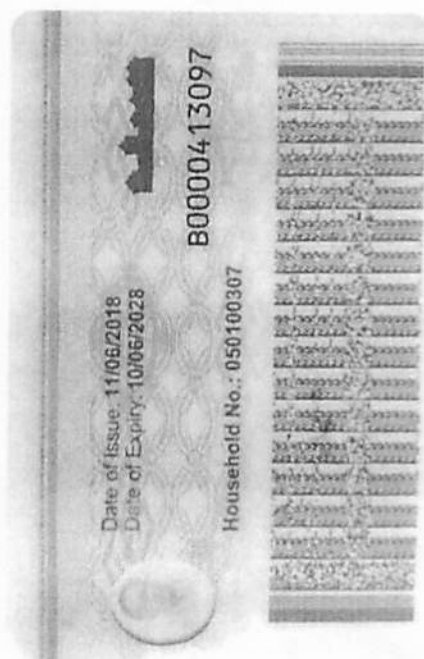 B0000413097
Date of Issue: 11/06/2018
Date of Expiry: 10/06/2028
Household No.: 050100307